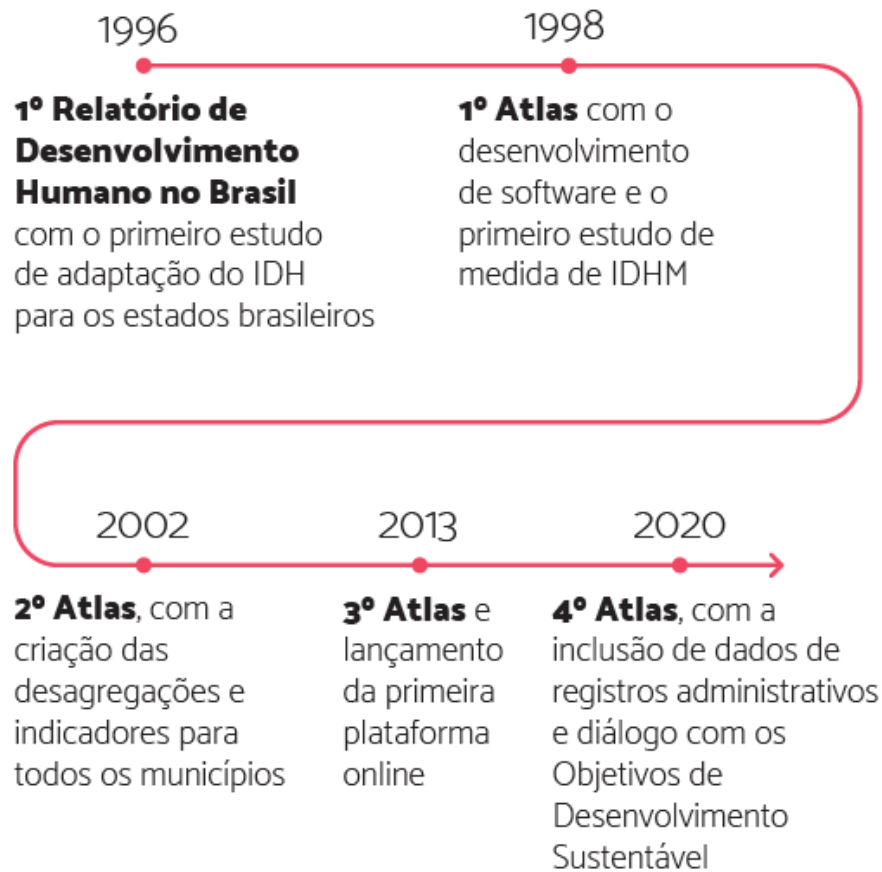 1996
1º Relatório de
Desenvolvimento
Humano no Brasil
com o primeiro estudo
de adaptação do IDH
para os estados brasileiros
1998
1º Atlas com o
desenvolvimento
de software e o
primeiro estudo de
medida de IDHM
2002
2º Atlas, com a
criação das
desagregações e
indicadores para
todos os municípios
2013
3º Atlas e
lançamento
da primeira
plataforma
online
2020
4º Atlas, com a
inclusão de dados de
registros administrativos
e diálogo com os
Objetivos de
Desenvolvimento
Sustentável